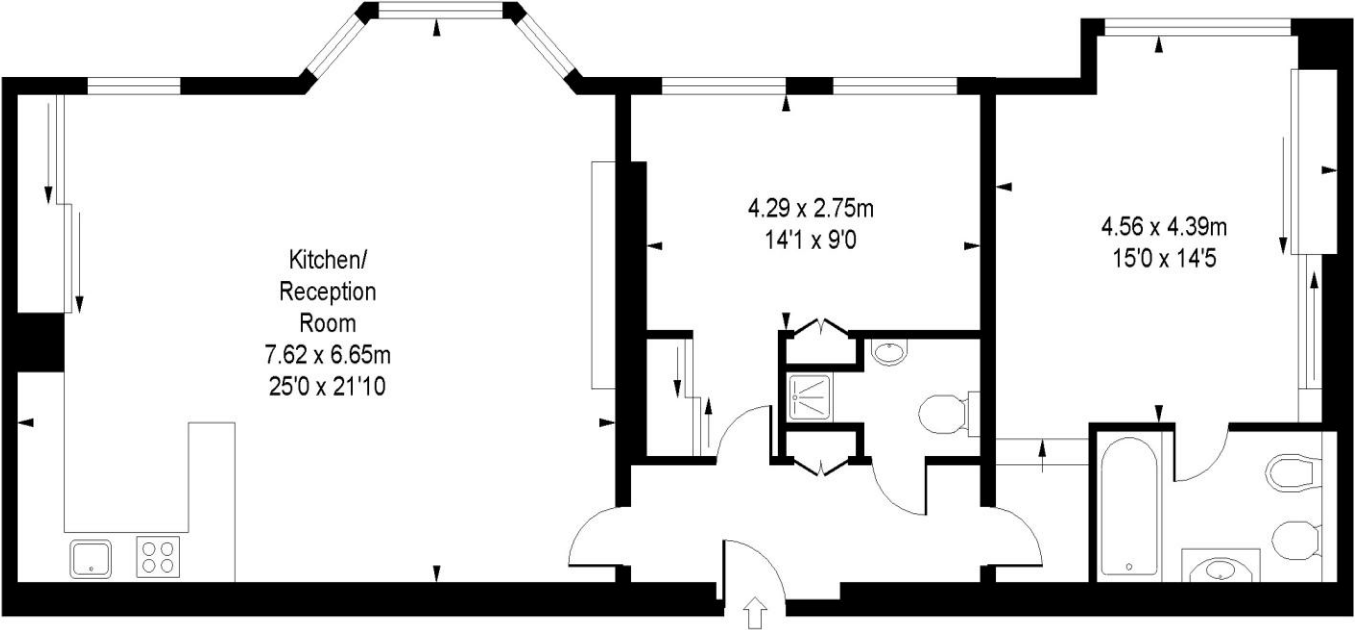 Kitchen/
Reception
Room
7.62 x 6.65m
25'0 x 21'10
4.29 x 2.75m
14'1 x 9'0
4.56 x 4.39m
15'0 x 14'5